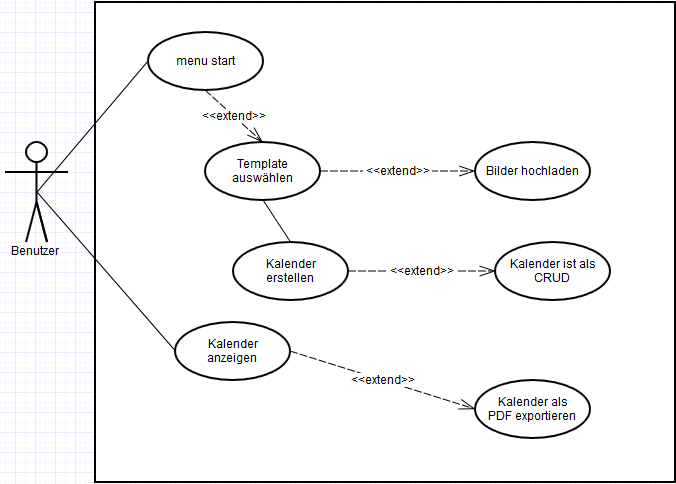 menu start
<<extend>>
Template
auswählen
<<extend>>
Bilder hochladen
Benutzer
Kalender
erstellen
<<extend>>
Kalender ist als
CRUD
Kalender
anzeigen
<<extend>>
Kalender als
PDF exportieren